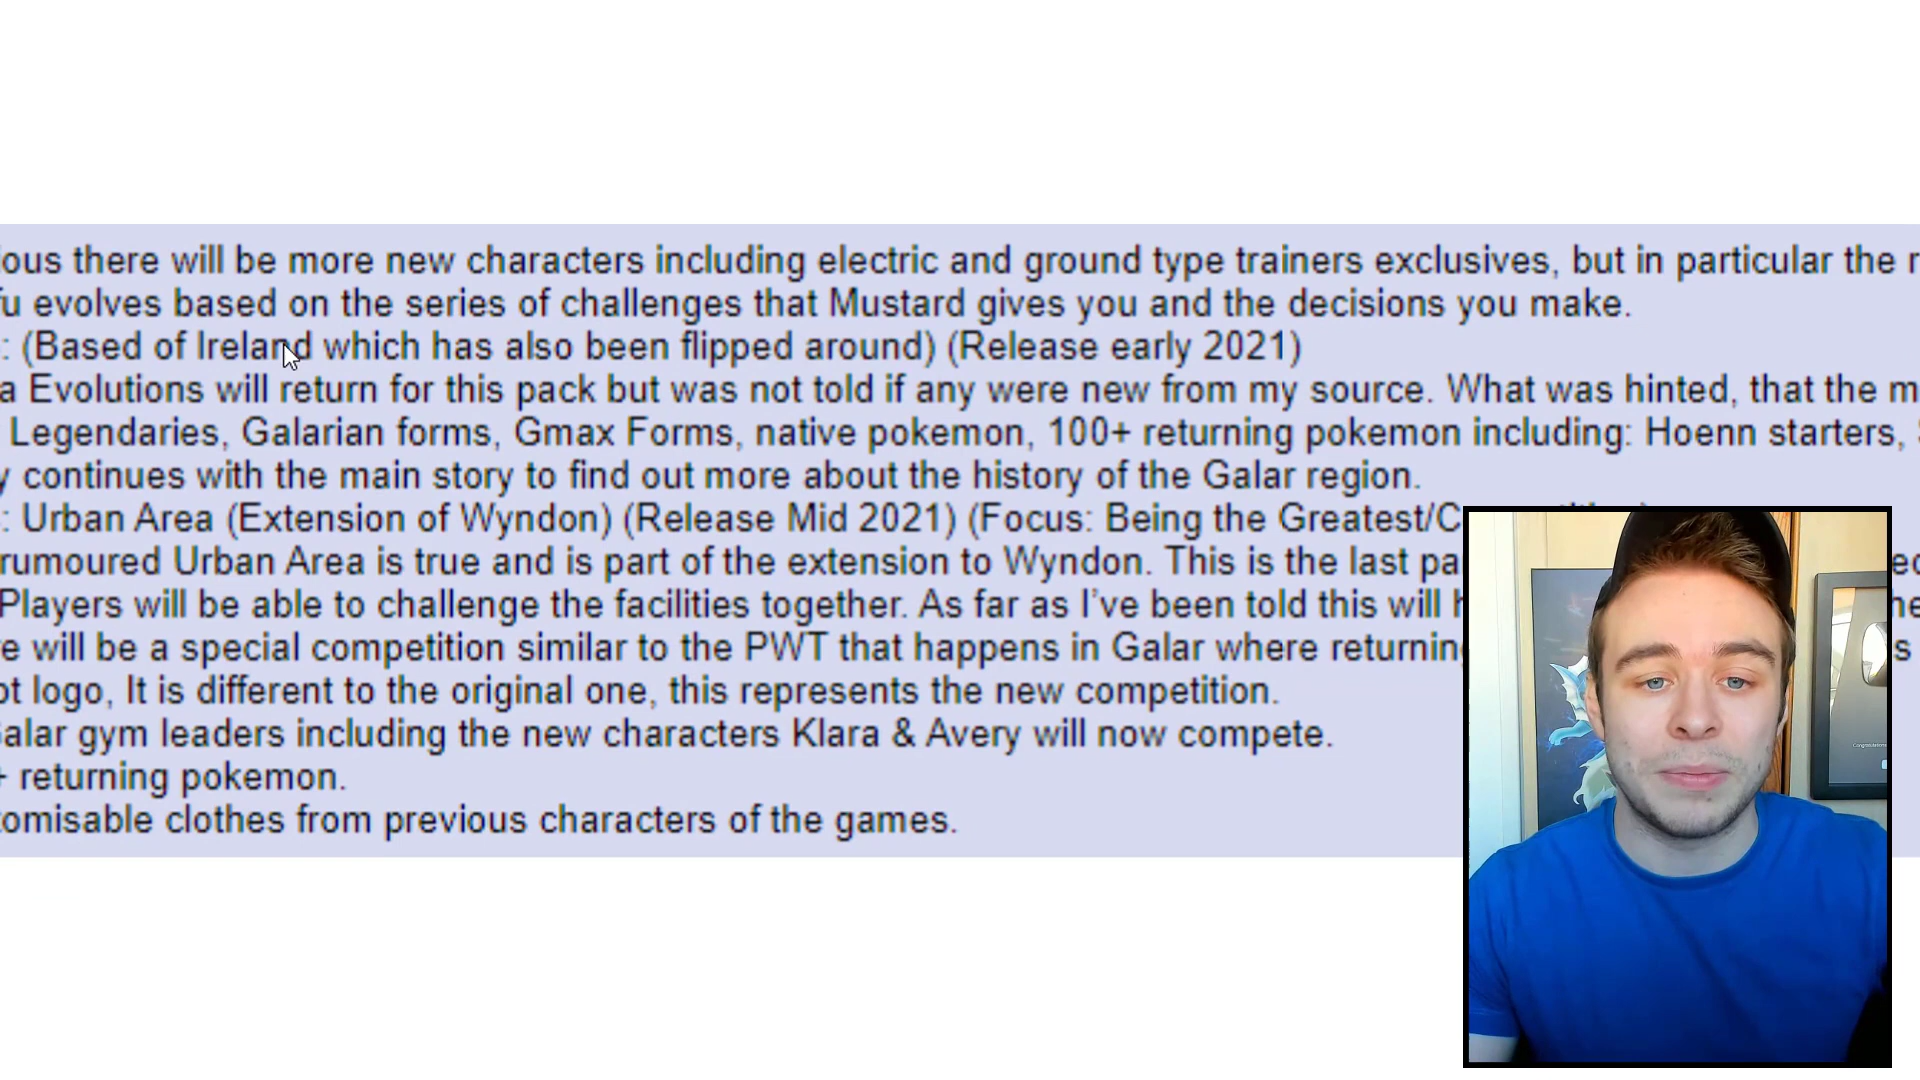 ious there will be more new characters including electric and ground type trainers exclusives, but in particular the r
fu evolves based on the series of challenges that Mustard gives you and the decisions you make.
: (Based of Ireland which has also been flipped around) (Release early 2021)
a Evolutions will return for this pack but was not told if any were new from my source. What was hinted, that the m
Legendaries, Galarian forms, Gmax Forms, native pokemon, 100+ returning pokemon including: Hoenn starters,
y continues with the main story to find out more about the history of the Galar region.
: Urban Area (Extension of Wyndon) (Release Mid 2021) (Focus: Being the Greatest/C
rumoured Urban Area is true and is part of the extension to Wyndon. This is the last pa
Players will be able to challenge the facilities together. As far as I've been told this will h
e will be a special competition similar to the PWT that happens in Galar where returning
ot logo, It is different to the original one, this represents the new competition.
Galar gym leaders including the new characters Klara & Avery will now compete.
+ returning pokemon.
tomisable clothes from previous characters of the games.